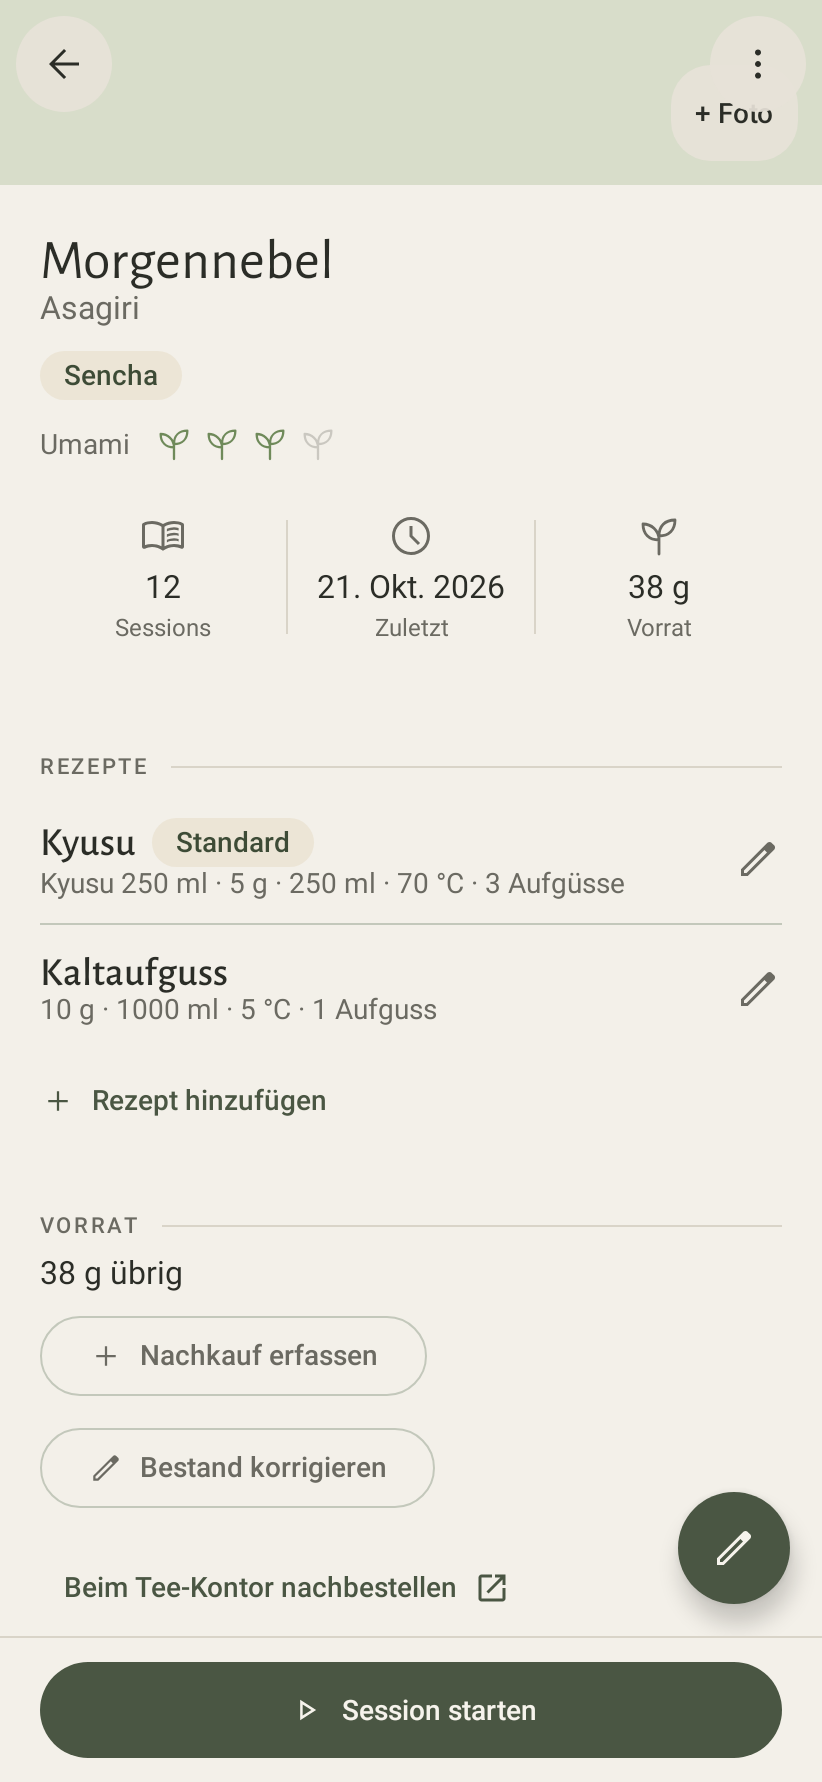 + Foto
Morgennebel
Asagiri
Sencha
Umami
12
Sessions
21. Okt. 2026
Zuletzt
38 g
Vorrat
REZEPTE
Kyusu Standard
Kyusu 250 ml · 5 g · 250 ml · 70 °C · 3 Aufgüsse
Kaltaufguss
10 g · 1000 ml · 5 °C · 1 Aufguss
+ Rezept hinzufügen
VORRAT
38 g übrig
+ Nachkauf erfassen
Bestand korrigieren
Beim Tee-Kontor nachbestellen
Session starten